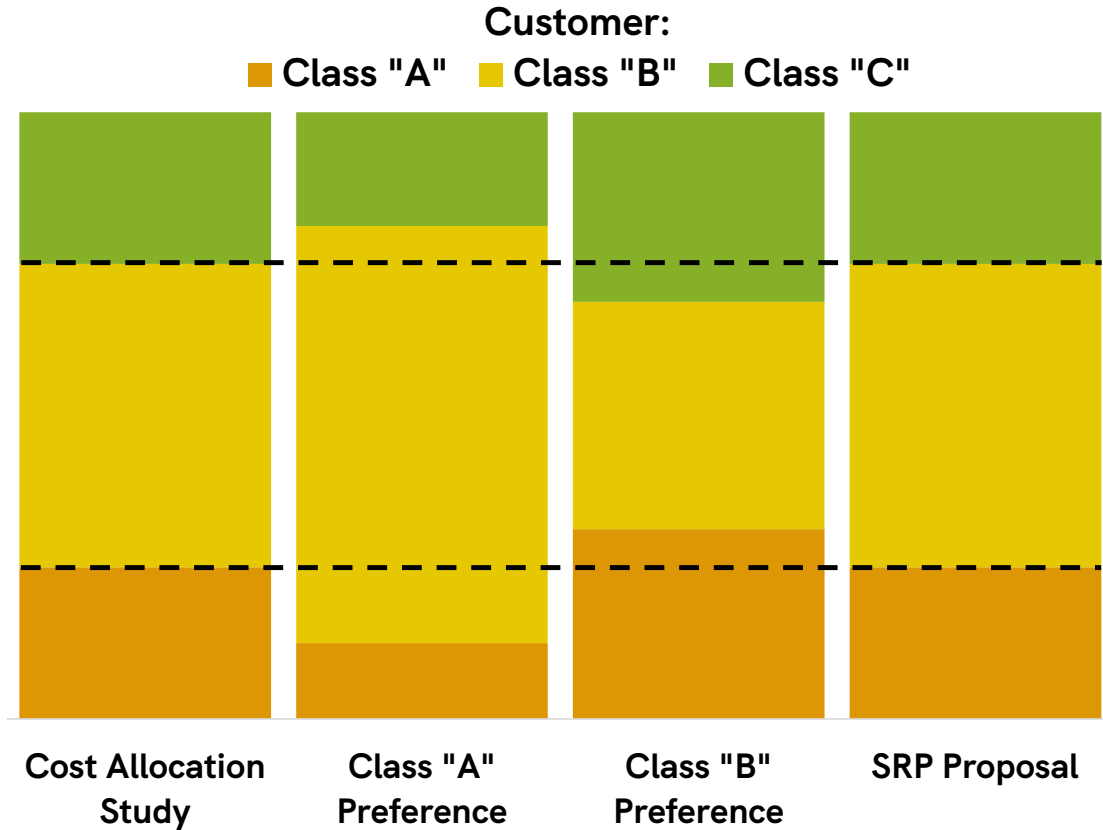 Customer:
Class "A" Class "B" Class "C"
Cost Allocation
Study
Class "A"
Preference
Class "B"
Preference
SRP Proposal